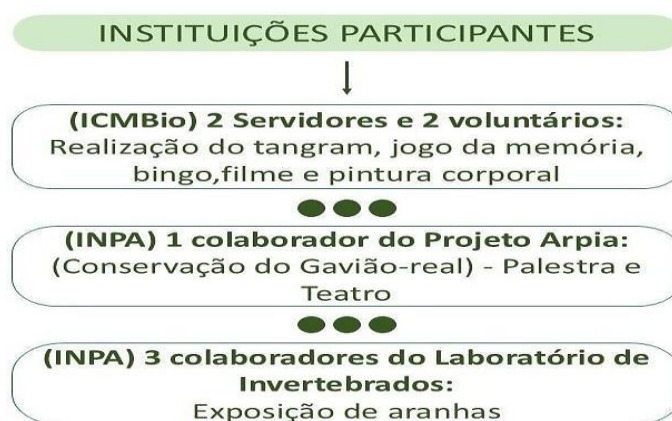 INSTITUIÇÕES PARTICIPANTES
(ICMBio) 2 Servidores e 2 voluntários:
Realização do tangram, jogo da memória,
bingo,filme e pintura corporal
(INPA) 1 colaborador do Projeto Arpia:
(Conservação do Gavião-real) - Palestra e
Teatro
(INPA) 3 colaboradores do Laboratório de
Invertebrados:
Exposição de aranhas